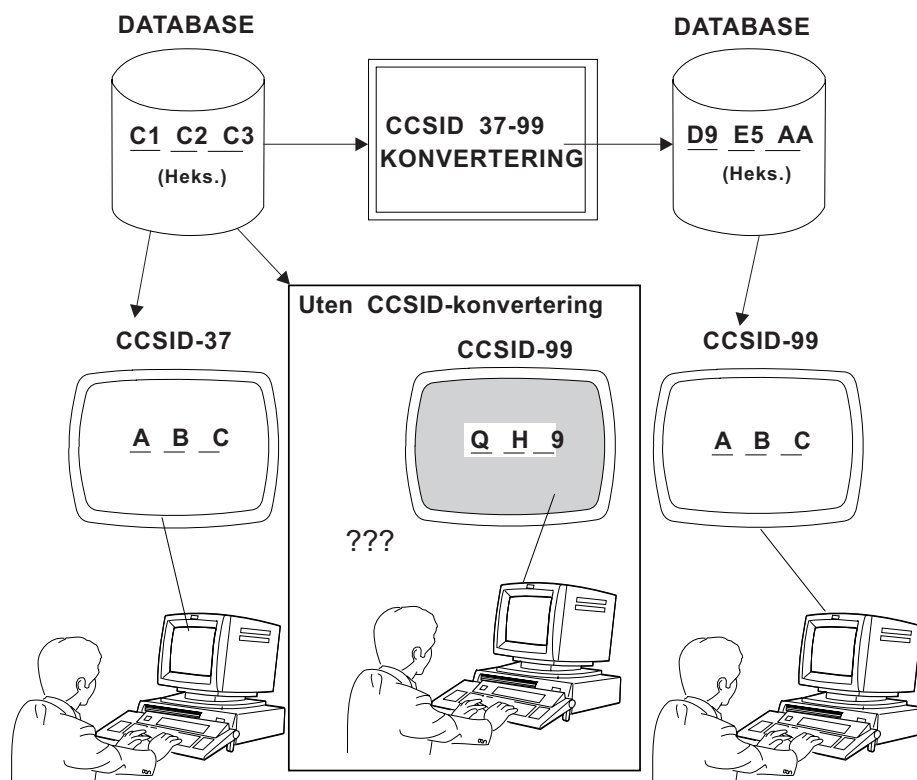 DATABASE
DATABASE
C1 C2 C3
(Heks.)
CCSID 37-99
KONVERTERING
D9 E5 AA
(Heks.)
Uten CCSID-konvertering
CCSID-37
CCSID-99
CCSID-99
A B C
Q H 9
A B C
???